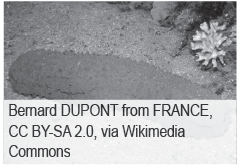 Bernard DUPONT from FRANCE,
CC BY-SA 2.0, via Wikimedia
Commons